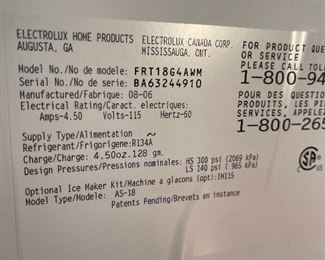 ELECTROLUX HOME PRODUCTS
AUGUSTA, GA
ELECTROLUX CANADA CORP.
MISSISSAUGA, ONT.
Model No./No de modele: FRT18G4AWM
Serial No./No de serie: BA63244910
Manufactured/Fabrique: 08-06
Electrical Rating/Caract. electriques:
Amps-4.50 Volts-115 Hertz-60
Supply Type/Alimentation ~
Refrigerant/Frigorigene:R134A
Charge/Charge: 4.50oz.128 gm.
Design Pressures/Pressions nominales: HS 300 psi (2069 kPa)
LS 140 psi ( 965 kPa)
Optional Ice Maker Kit/Machine a glacons (opt):IM115
Model Type/Modele: AS-18
Patents Pending/Brevets en instance
FOR PRODUCT QUE
OR SERVICE
PLEASE CALL TOL
1-800-94
POUR DES QUESTIO
PRODUITS, LES PI
SERVICES, APPELE
1-800-265
SA